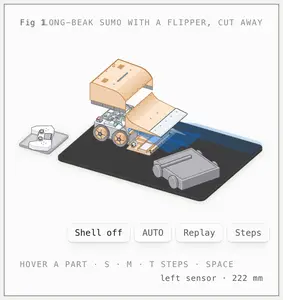 Fig 1 LONG-BEAK SUMO WITH A FLIPPER, CUT AWAY
Shell off AUTO Replay Steps
HOVER A PART · S · M · T STEPS · SPACE
left sensor · 222 mm